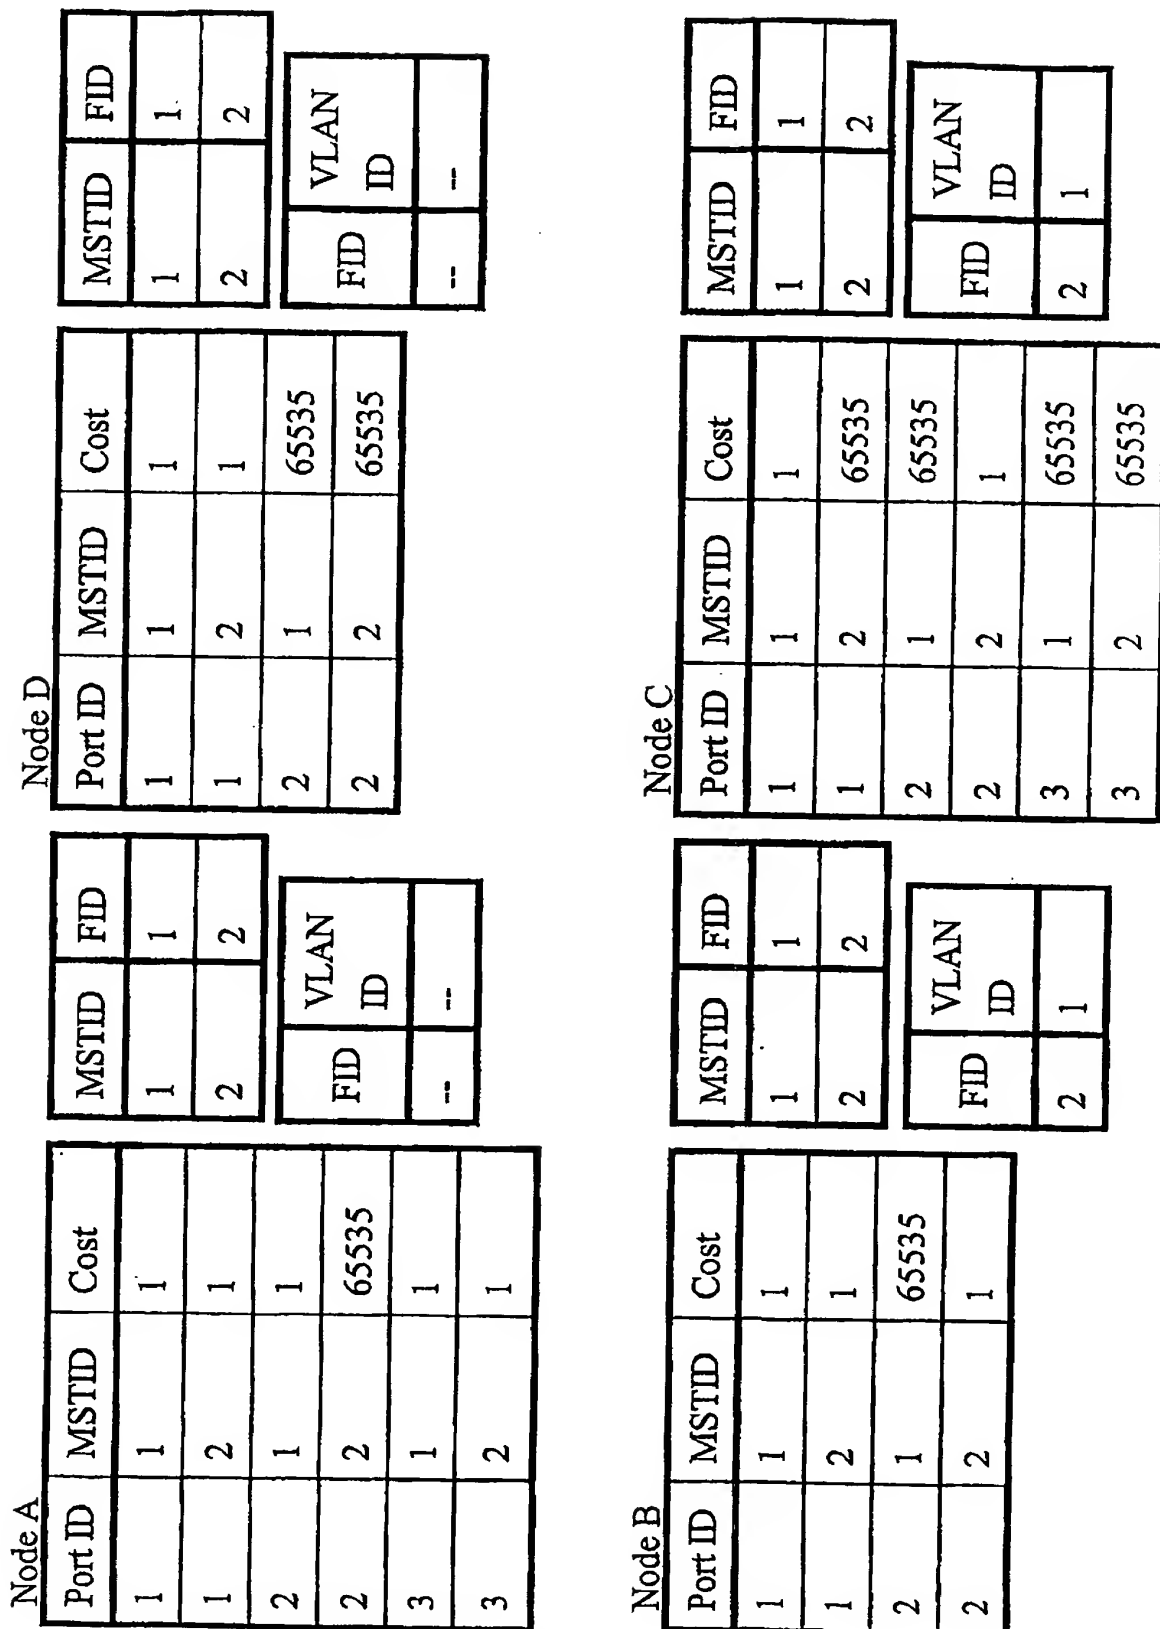 Node A
Port ID MSTID Cost
1 1 1
1 2 1
2 1 1
2 2 65535
3 1 1
3 2 1
MSTID FID
1 1
2 2
FID VLAN ID
-- --
Node D
Port ID MSTID Cost
1 1 1
1 2 1
2 1 65535
2 2 65535
MSTID FID
1 1
2 2
FID VLAN ID
-- --
Node B
Port ID MSTID Cost
1 1 1
1 2 1
2 1 65535
2 2 1
MSTID FID
1 1
2 2
FID VLAN ID
2 1
Node C
Port ID MSTID Cost
1 1 1
1 2 65535
2 1 65535
2 2 1
3 1 65535
3 2 65535
MSTID FID
1 1
2 2
FID VLAN ID
2 1